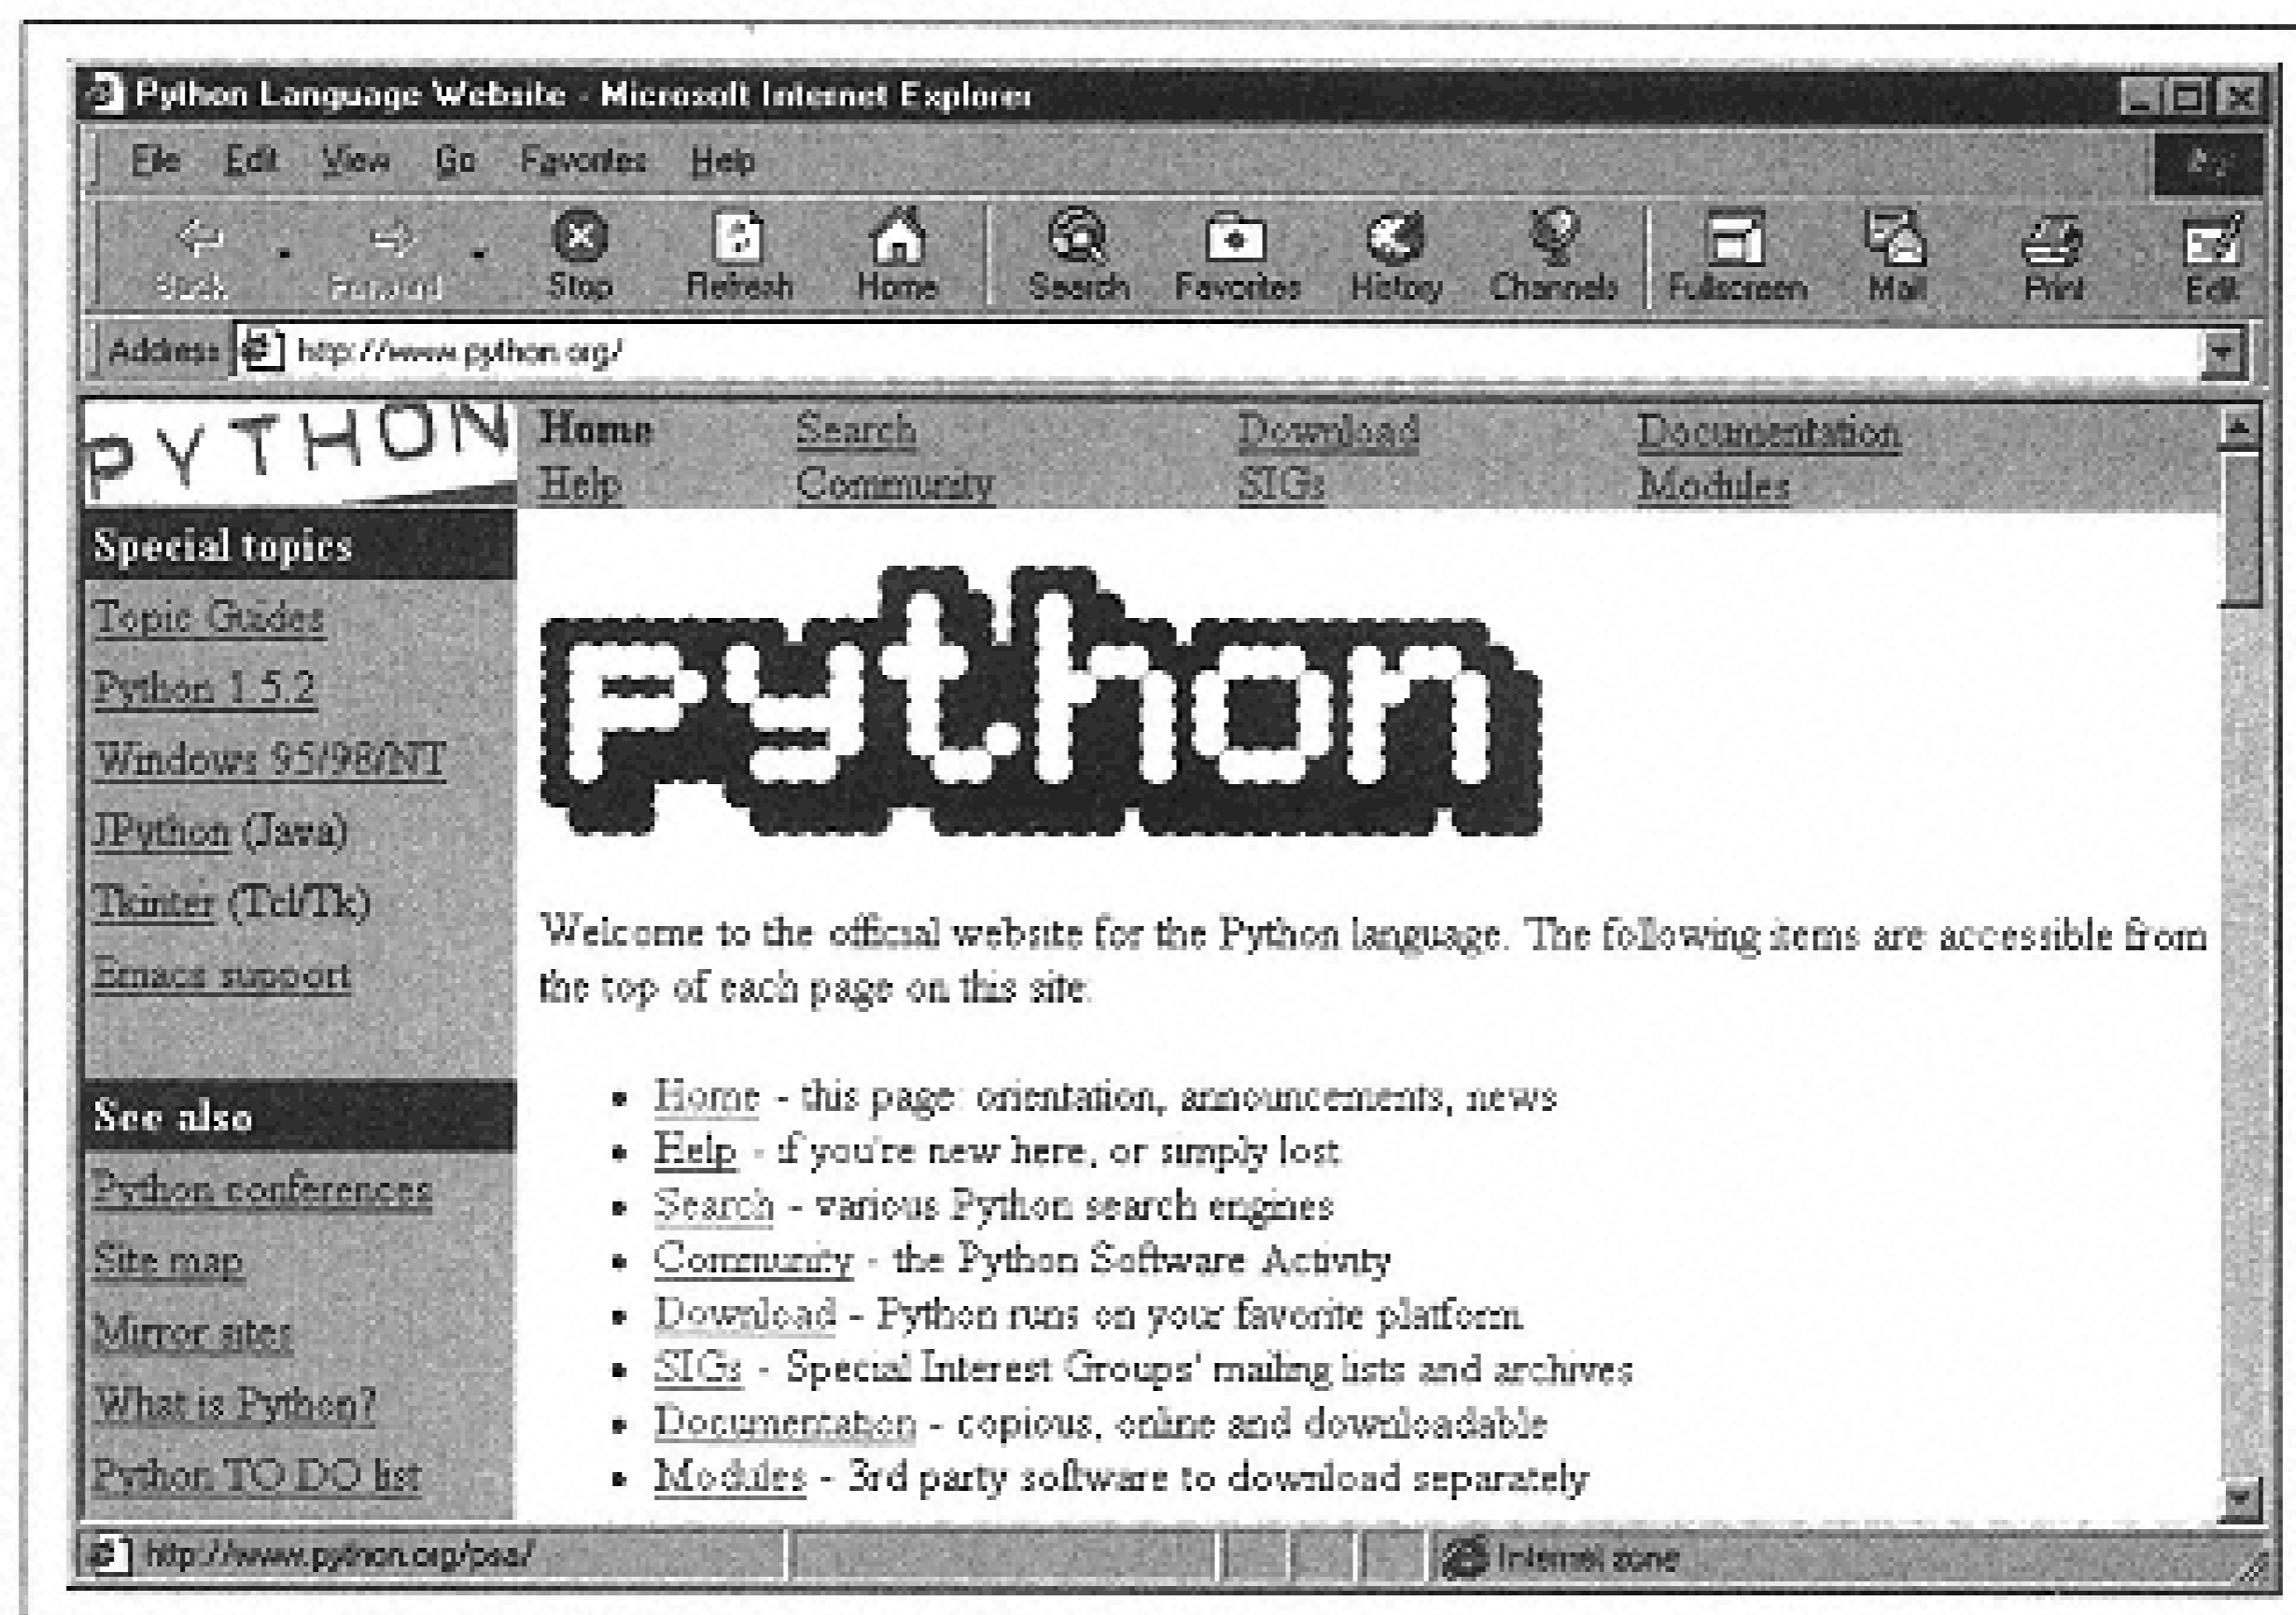 Python Language Website - Microsoft Internet Explorer
File Edit View Go Favorites Help
Back Forward Stop Refresh Home Search Favorites History Channels Fullscreen Mail Print Edit
Address http://www.python.org/
PYTHON
Home Search Download Documentation
Help Community SIGs Modules
Special topics
Topic Guides
Python 1.5.2
Windows 95/98/NT
JPython (Java)
Tkinter (Tcl/Tk)
Emacs support
See also
Python conferences
Site map
Mirror sites
What is Python?
Python TO DO list
python
Welcome to the official website for the Python language. The following items are accessible from
the top of each page on this site:
• Home - this page: orientation, announcements, news
• Help - if you're new here, or simply lost
• Search - various Python search engines
• Community - the Python Software Activity
• Download - Python runs on your favorite platform.
• SIGs - Special Interest Groups' mailing lists and archives
• Documentation - copious, online and downloadable
• Modules - 3rd party software to download separately
http://www.python.org/psa/ Internet zone